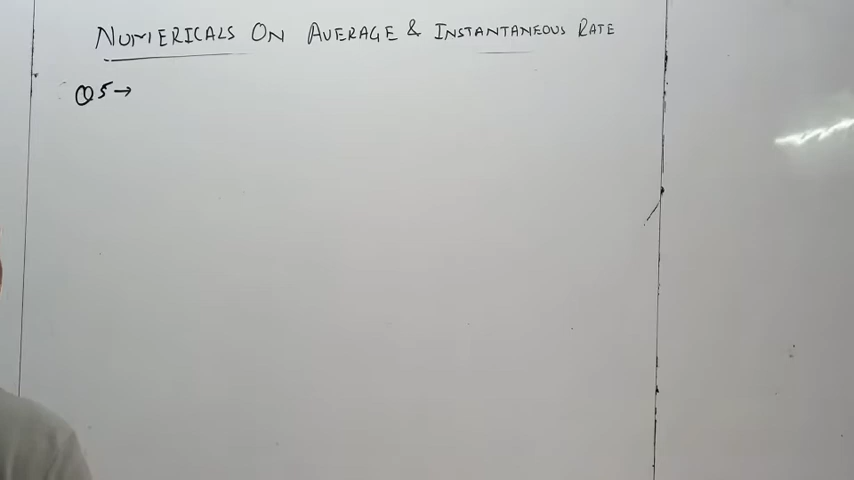 NUMERICALS ON AVERAGE & INSTANTANEOUS RATE
Q5→